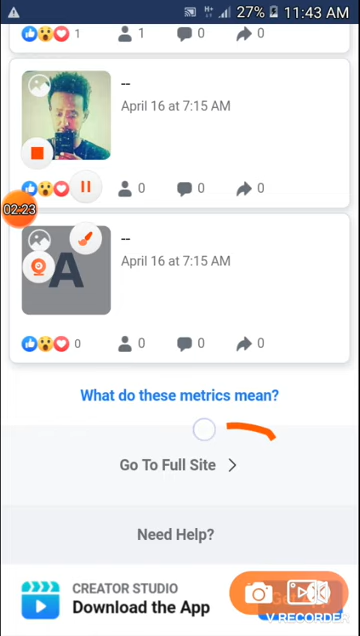 27% 11:43 AM
1 1 0 0
--
April 16 at 7:15 AM
0 0 0
02:23
--
April 16 at 7:15 AM
A
0 0 0 0
What do these metrics mean?
Go To Full Site
Need Help?
CREATOR STUDIO
Download the App
V RECORDER